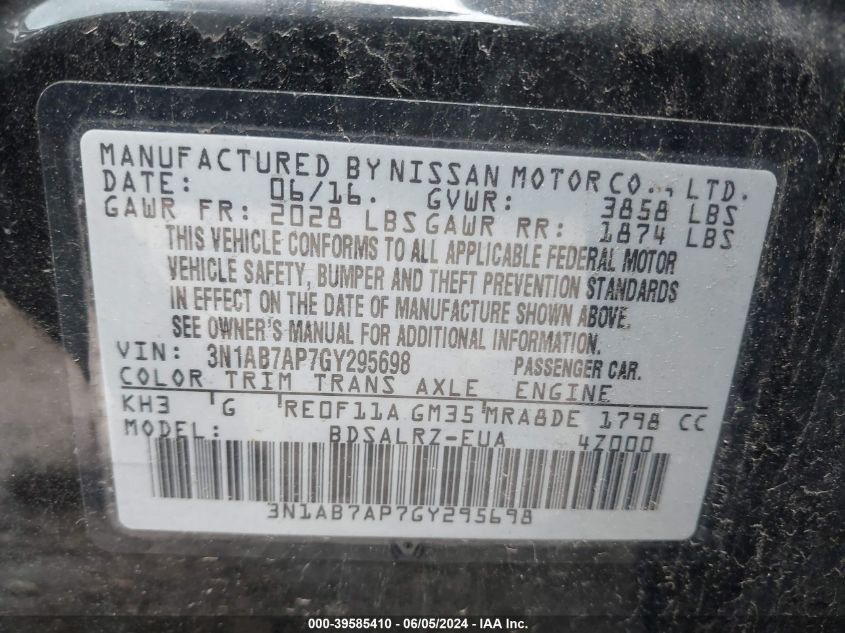 MANUFACTURED BY NISSAN MOTOR CO., LTD.
DATE: 06/16. GVWR: 3858 LBS
GAWR FR: 2028 LBS GAWR RR: 1874 LBS
THIS VEHICLE CONFORMS TO ALL APPLICABLE FEDERAL MOTOR
VEHICLE SAFETY, BUMPER AND THEFT PREVENTION STANDARDS
IN EFFECT ON THE DATE OF MANUFACTURE SHOWN ABOVE.
SEE OWNER'S MANUAL FOR ADDITIONAL INFORMATION.
VIN: 3N1AB7AP7GY295698 PASSENGER CAR.
COLOR TRIM TRANS AXLE ENGINE
KH3 G RE0F11A GM35 MRA8DE 1798 CC
MODEL: BDSALRZ-EUA 4Z000
3N1AB7AP7GY295698
000-39585410 - 06/05/2024 - IAA Inc.